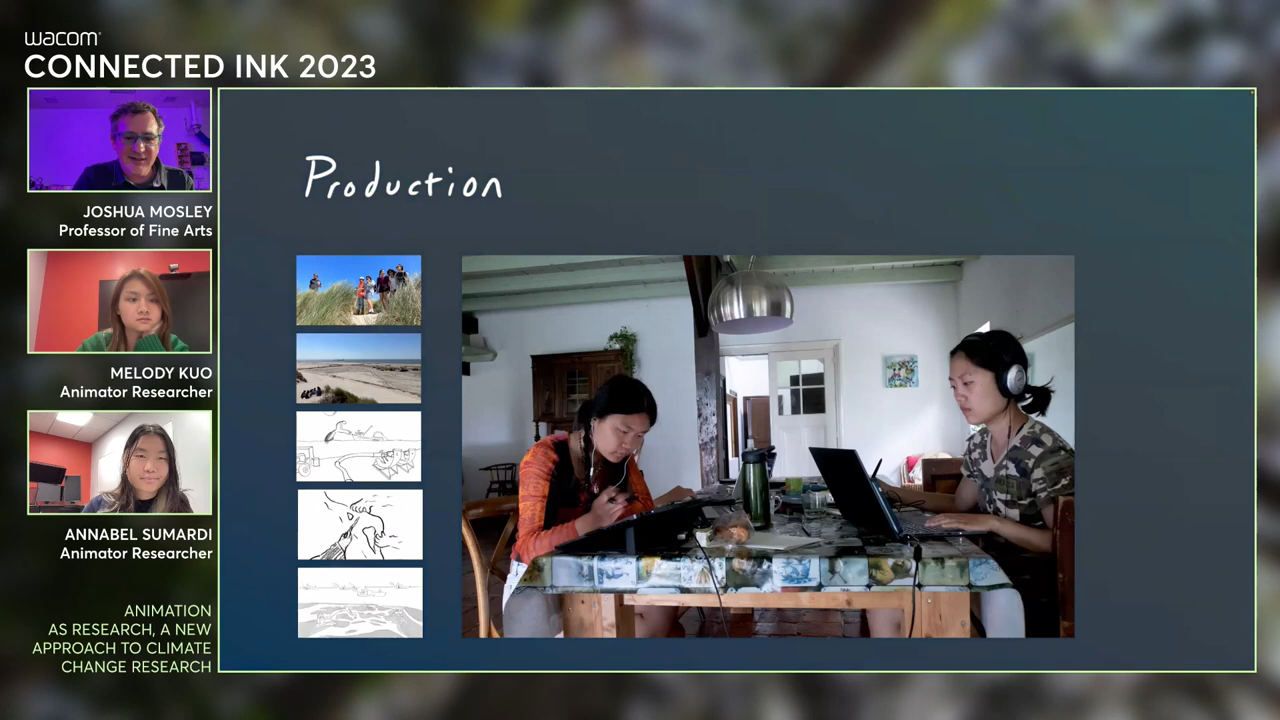 wacom
CONNECTED INK 2023
JOSHUA MOSLEY
Professor of Fine Arts
MELODY KUO
Animator Researcher
ANNABEL SUMARDI
Animator Researcher
ANIMATION
AS RESEARCH, A NEW
APPROACH TO CLIMATE
CHANGE RESEARCH
Production